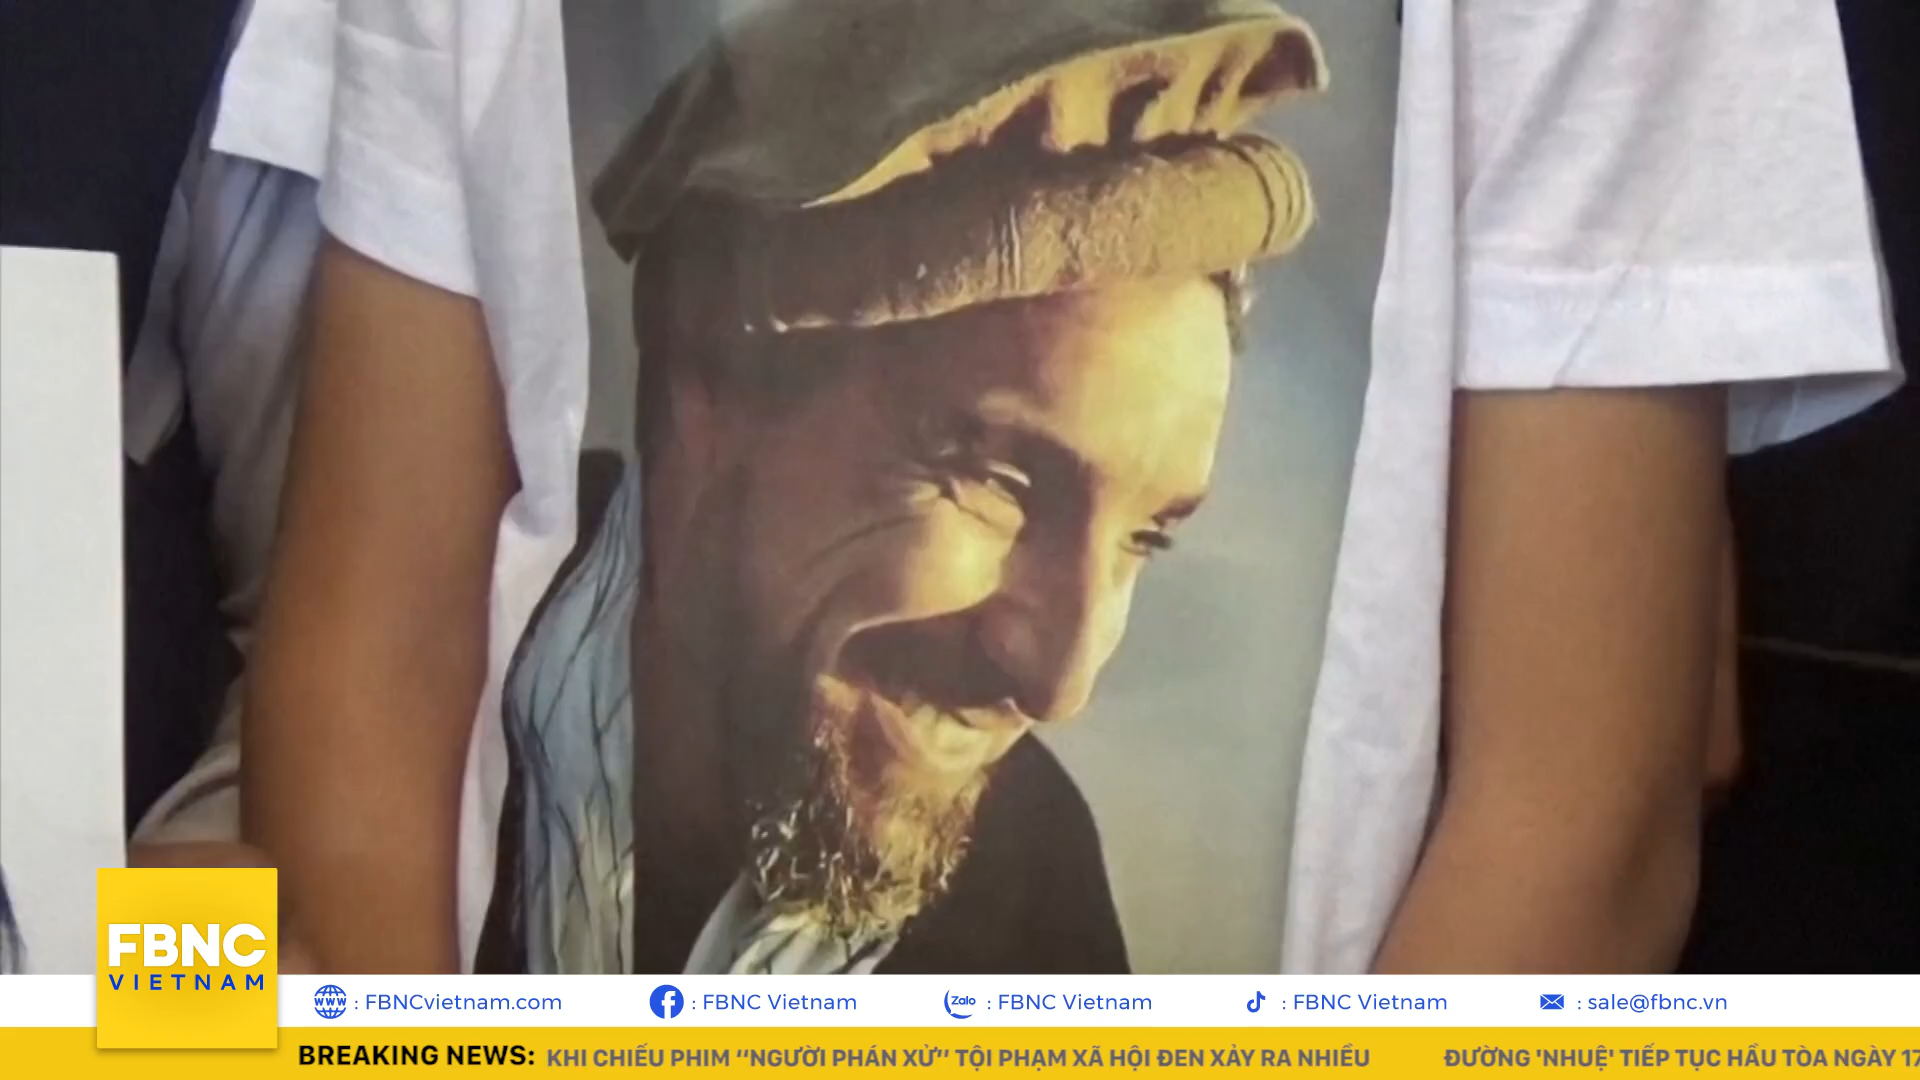 FBNC
VIETNAM
: FBNCvietnam.com
: FBNC Vietnam
Zalo : FBNC Vietnam
: FBNC Vietnam
: sale@fbnc.vn
BREAKING NEWS: KHI CHIẾU PHIM “NGƯỜI PHÁN XỬ” TỘI PHẠM XÃ HỘI ĐEN XẢY RA NHIỀU ĐƯỜNG 'NHUỆ' TIẾP TỤC HẦU TÒA NGÀY 17